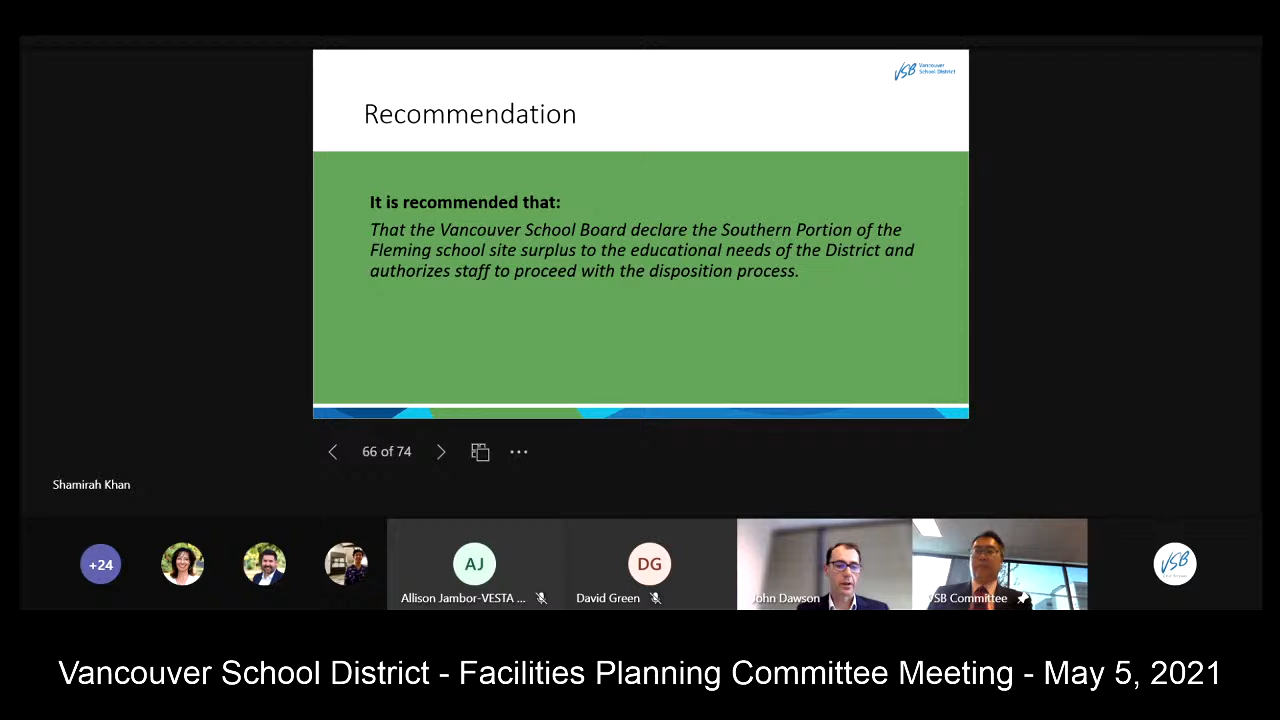 VSB Vancouver
School District
Recommendation
It is recommended that:
That the Vancouver School Board declare the Southern Portion of the
Fleming school site surplus to the educational needs of the District and
authorizes staff to proceed with the disposition process.
66 of 74
Shamirah Khan
+24
AJ
DG
VSB
Allison Jambor-VESTA ...
David Green
John Dawson
VSB Committee
Vancouver School District - Facilities Planning Committee Meeting - May 5, 2021